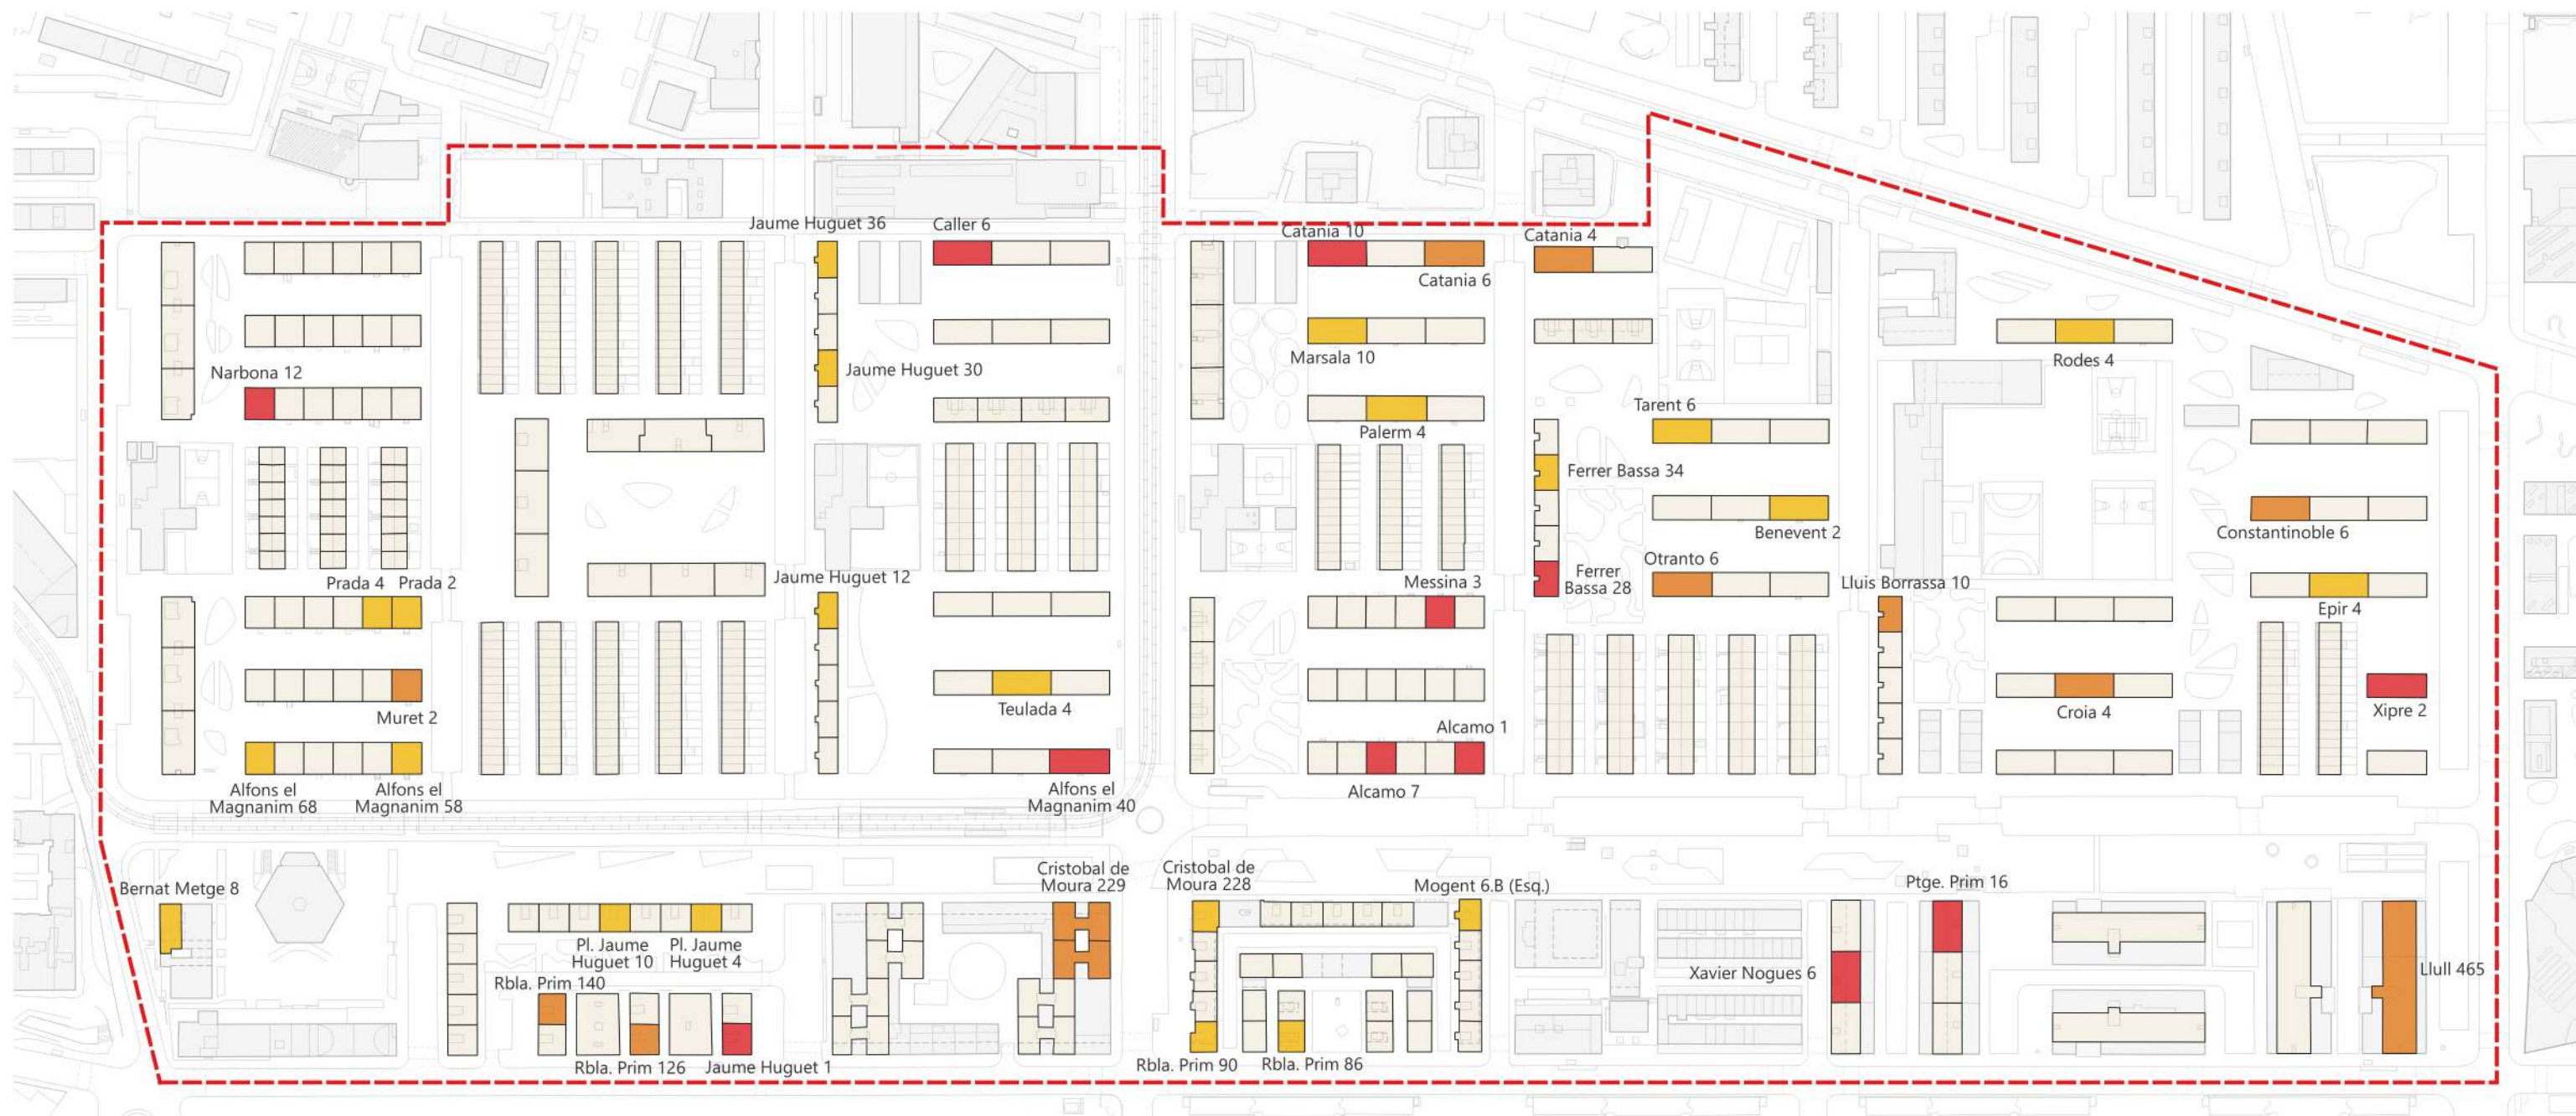 Jaume Huguet 36
Caller 6
Catania 10
Catania 4
Catania 6
Marsala 10
Rodes 4
Narbona 12
Jaume Huguet 30
Tarent 6
Palerm 4
Ferrer Bassa 34
Benevent 2
Constantinoble 6
Otranto 6
Prada 4
Prada 2
Jaume Huguet 12
Messina 3
Ferrer
Bassa 28
Lluis Borrassa 10
Epir 4
Muret 2
Teulada 4
Croia 4
Xipre 2
Alcamo 1
Alfons el
Magnanim 68
Alfons el
Magnanim 58
Alfons el
Magnanim 40
Alcamo 7
Bernat Metge 8
Cristobal de
Moura 229
Cristobal de
Moura 228
Mogent 6.B (Esq.)
Ptge. Prim 16
Pl. Jaume
Huguet 10
Pl. Jaume
Huguet 4
Xavier Nogues 6
Llull 465
Rbla. Prim 140
Rbla. Prim 126
Jaume Huguet 1
Rbla. Prim 90
Rbla. Prim 86